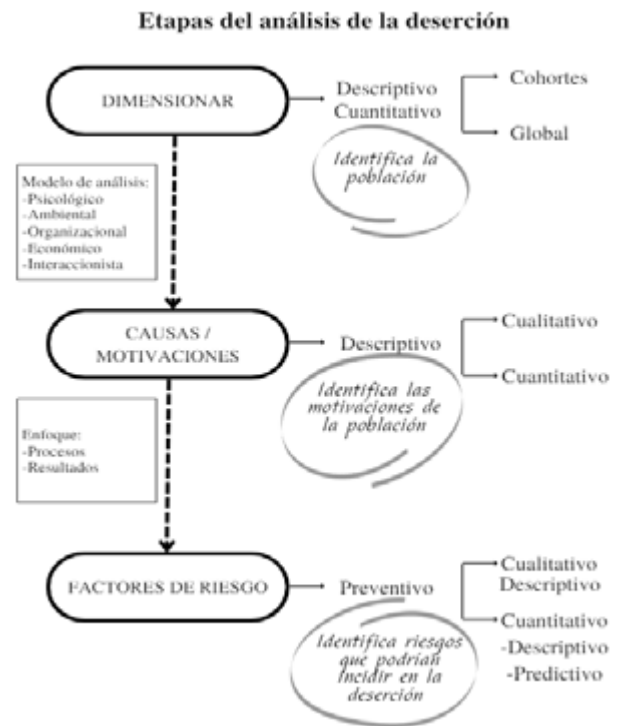 Etapas del análisis de la deserción
DIMENSIONAR
Descriptivo
Cuantitativo
Cohortes
Global
Identifica la
población
Modelo de análisis:
-Psicológico
-Ambiental
-Organizacional
-Económico
-Interaccionista
CAUSAS /
MOTIVACIONES
Descriptivo
Cualitativo
Cuantitativo
Identifica las
motivaciones de
la población
Enfoque:
-Procesos
-Resultados
FACTORES DE RIESGO
Preventivo
Cualitativo
Descriptivo
Cuantitativo
-Descriptivo
-Predictivo
Identifica riesgos
que podrían
incidir en la
deserción